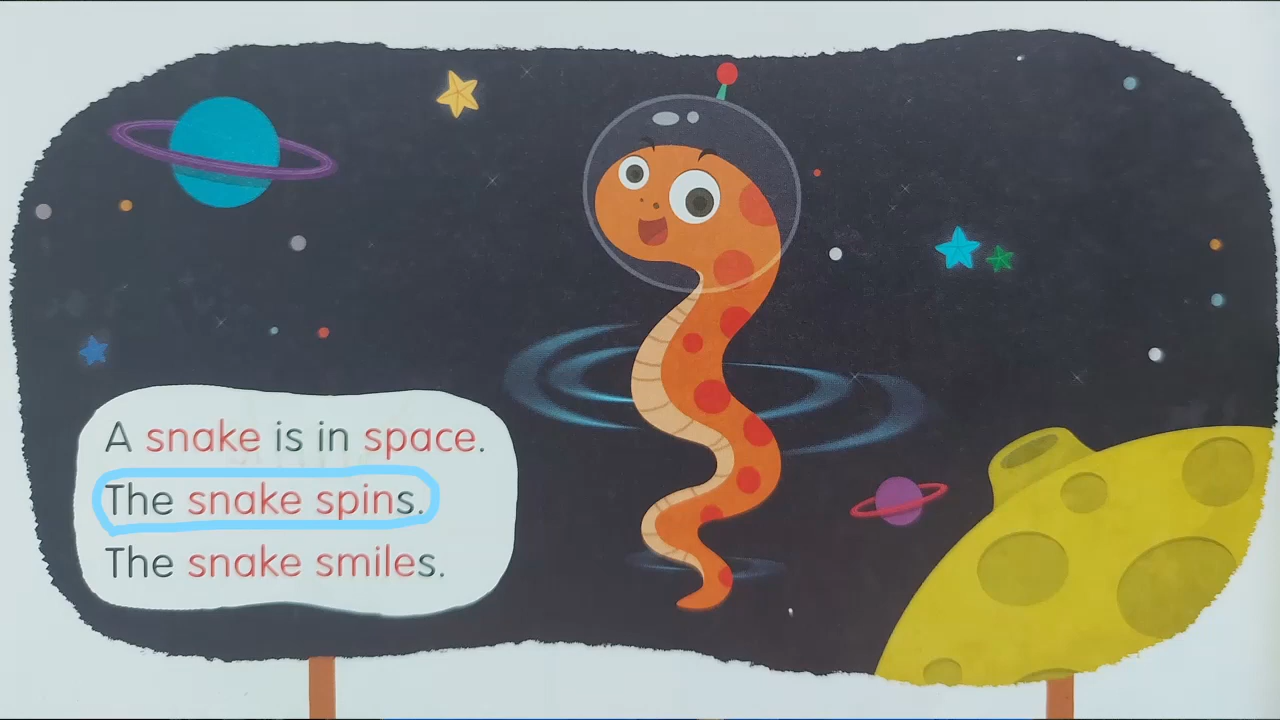 A snake is in space.
The snake spins.
The snake smiles.